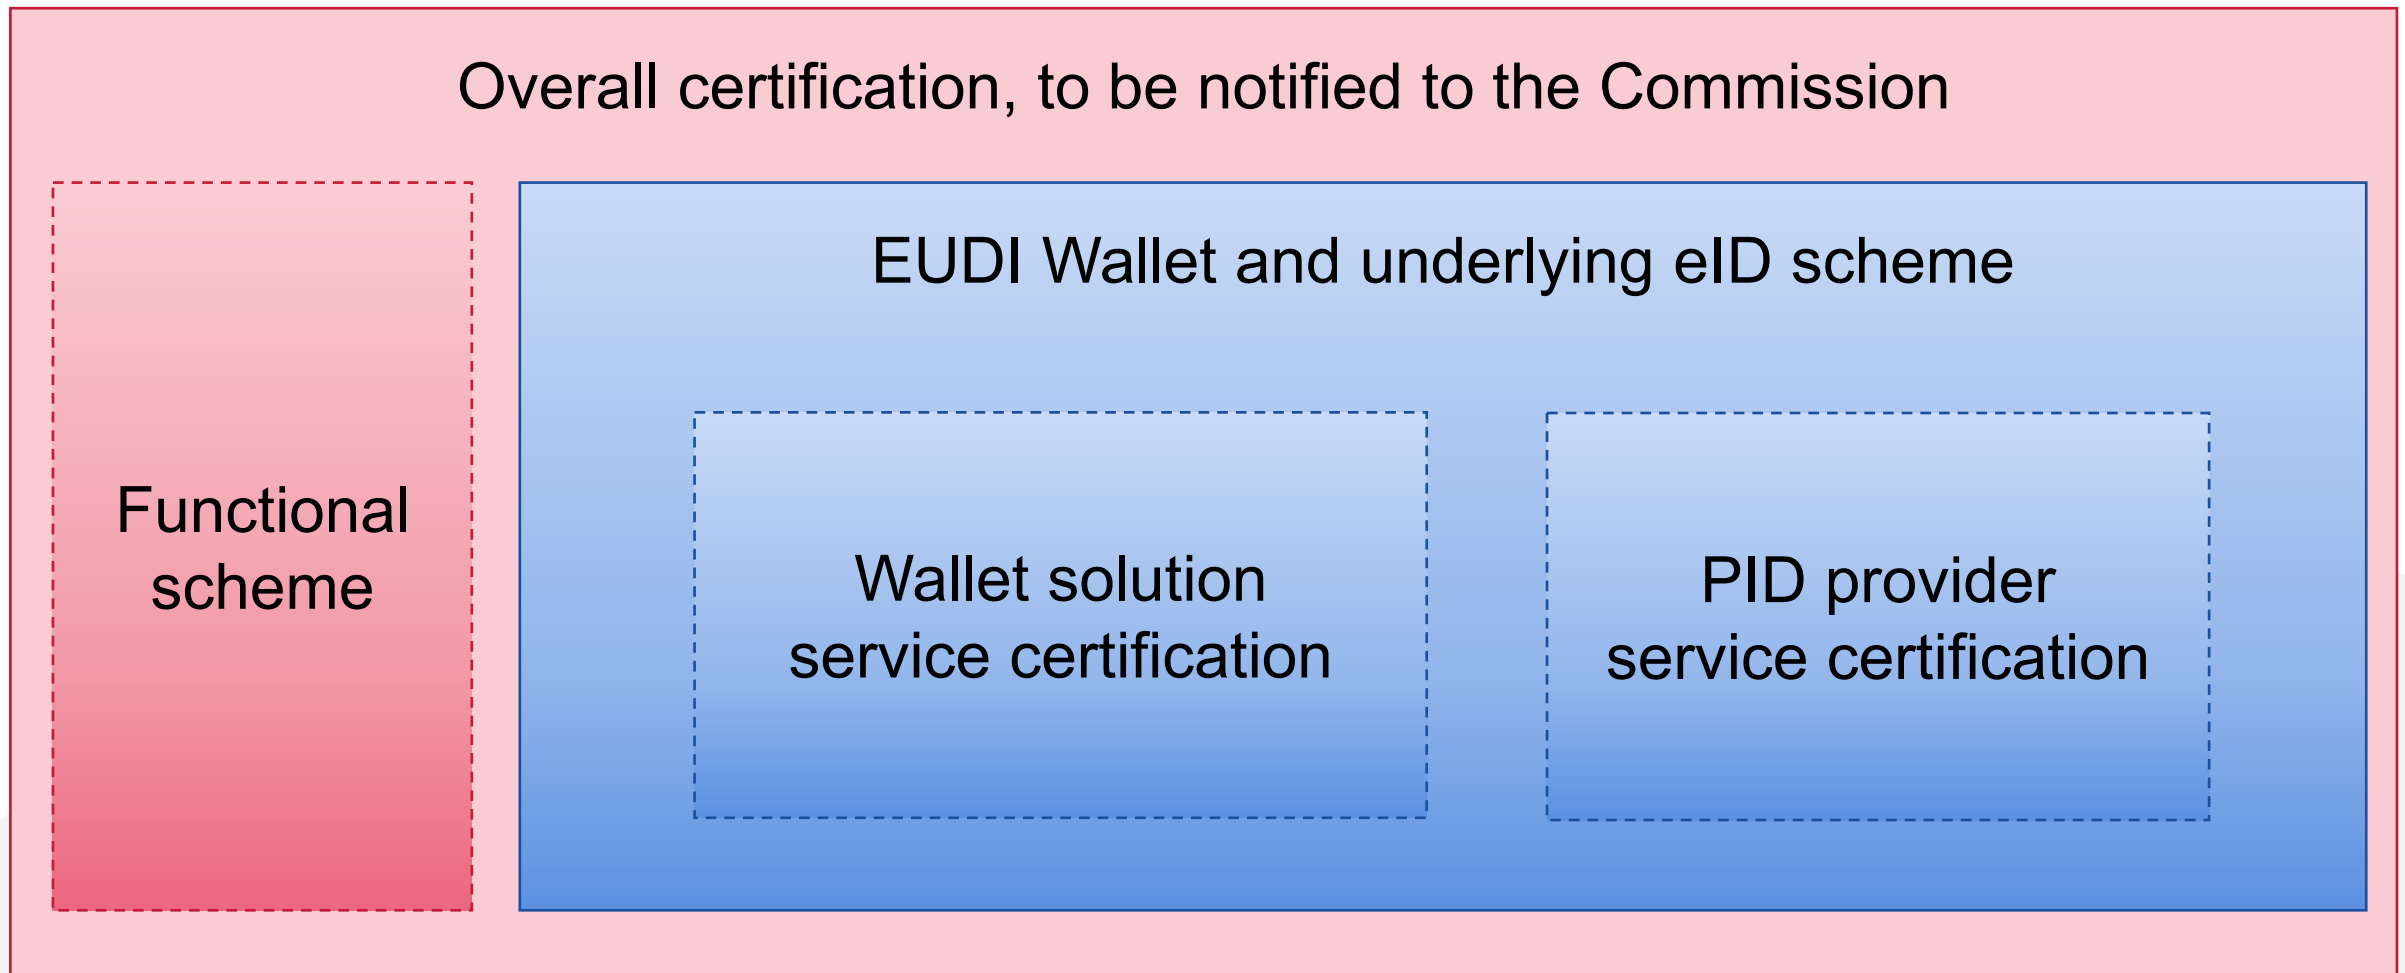 Overall certification, to be notified to the Commission
EUDI Wallet and underlying eID scheme
Functional
scheme
Wallet solution
service certification
PID provider
service certification